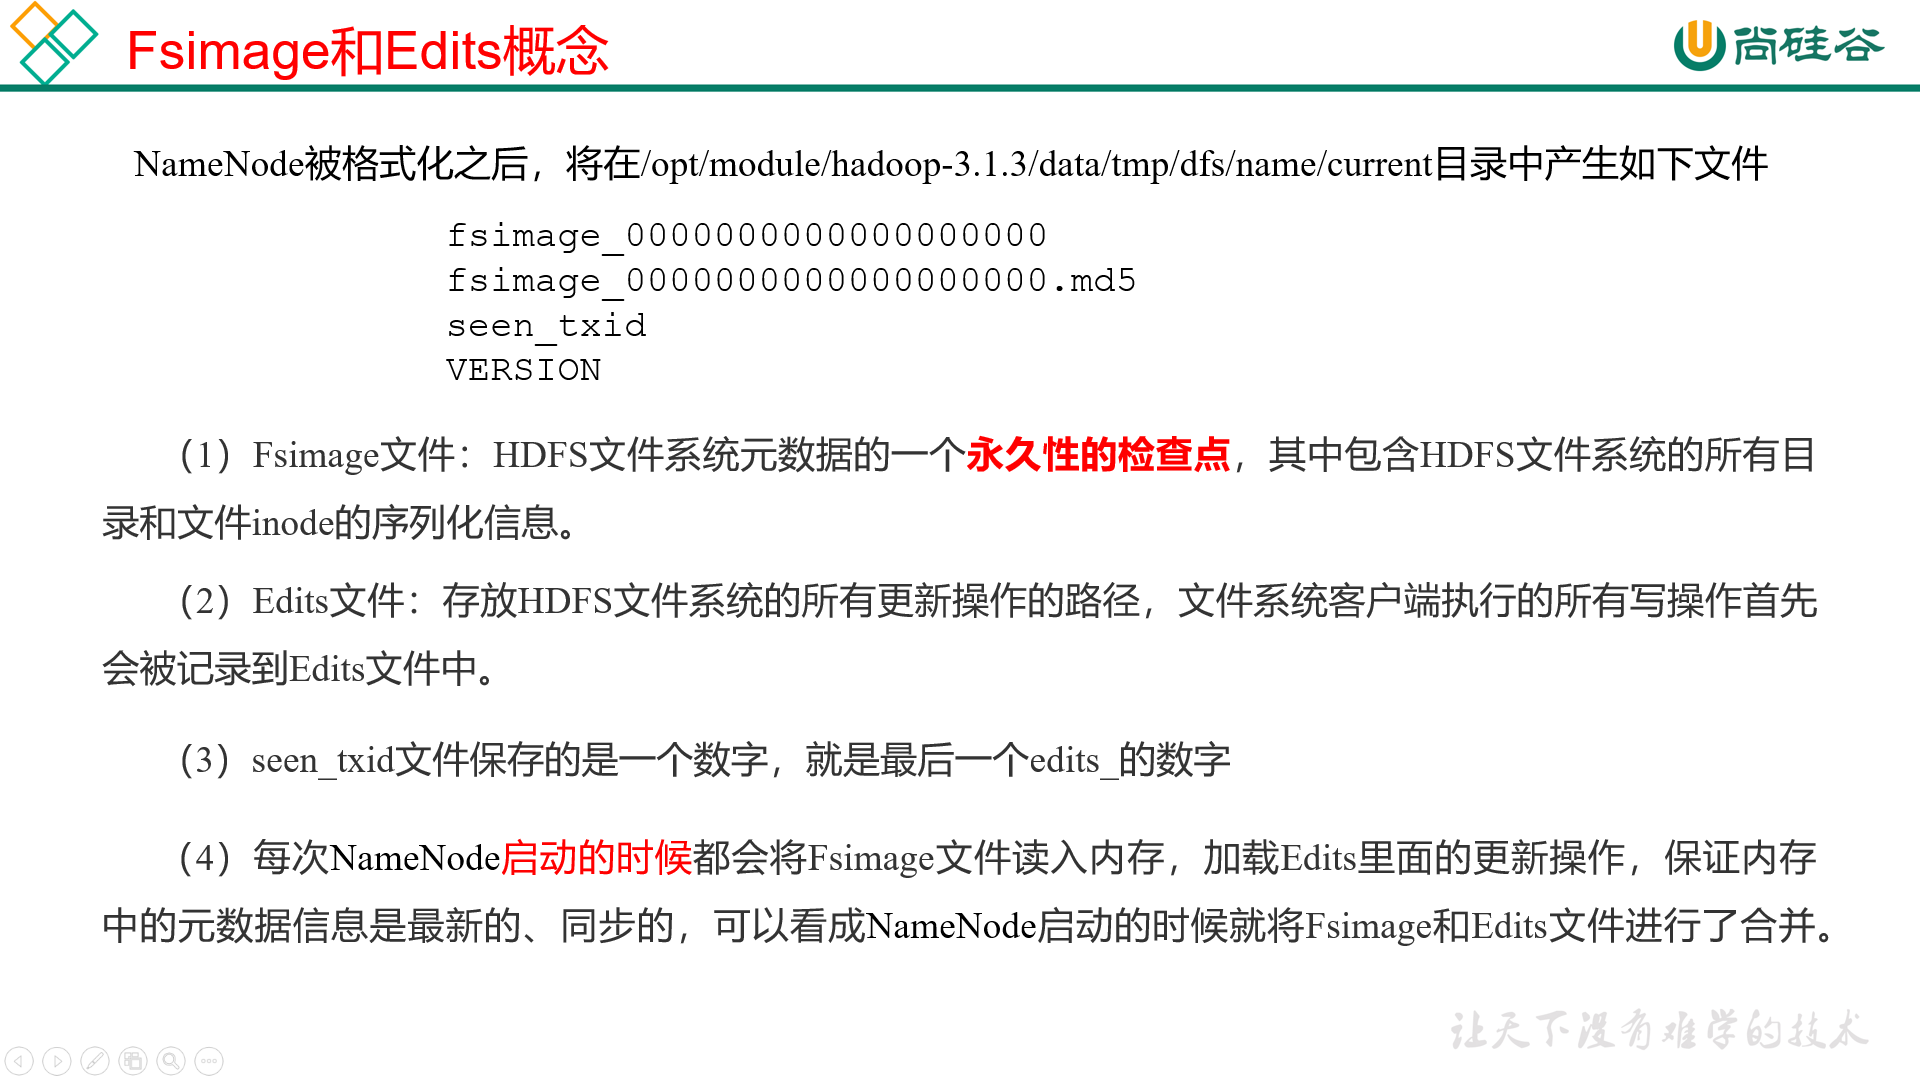 Fsimage和Edits概念
尚硅谷
NameNode被格式化之后，将在/opt/module/hadoop-3.1.3/data/tmp/dfs/name/current目录中产生如下文件
fsimage_0000000000000000000
fsimage_0000000000000000000.md5
seen_txid
VERSION
（1）Fsimage文件：HDFS文件系统元数据的一个永久性的检查点，其中包含HDFS文件系统的所有目
录和文件inode的序列化信息。
（2）Edits文件：存放HDFS文件系统的所有更新操作的路径，文件系统客户端执行的所有写操作首先
会被记录到Edits文件中。
（3）seen_txid文件保存的是一个数字，就是最后一个edits_的数字
（4）每次NameNode启动的时候都会将Fsimage文件读入内存，加载Edits里面的更新操作，保证内存
中的元数据信息是最新的、同步的，可以看成NameNode启动的时候就将Fsimage和Edits文件进行了合并。
让天下没有难学的技术